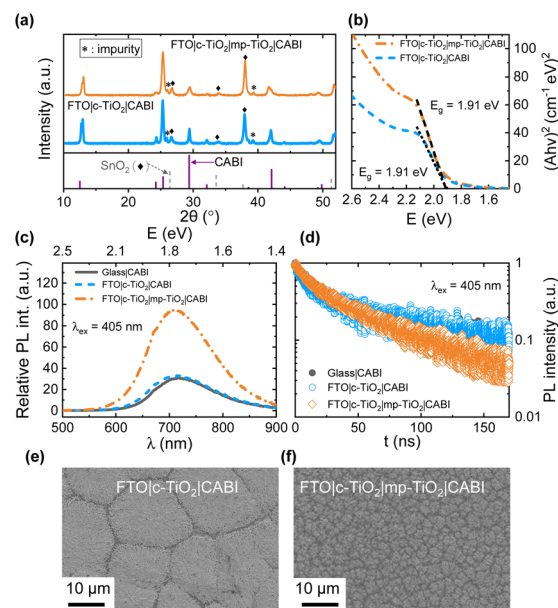 (a)
* : impurity
FTO|c-TiO₂|mp-TiO₂|CABI
FTO|c-TiO₂|CABI
SnO₂ (♦)
CABI
Intensity (a.u.)
10 20 30 40 50
2θ (°)
(b)
FTO|c-TiO₂|mp-TiO₂|CABI
FTO|c-TiO₂|CABI
E_g = 1.91 eV
E_g = 1.91 eV
100
80
60
40
20
0
(Ahν)² (cm⁻¹ eV)²
2.6 2.4 2.2 2.0 1.8 1.6
E (eV)
(c)
E (eV)
2.5 2.1 1.8 1.6 1.4
Glass|CABI
FTO|c-TiO₂|CABI
FTO|c-TiO₂|mp-TiO₂|CABI
λ_ex = 405 nm
120
100
80
60
40
20
0
Relative PL int. (a.u.)
500 600 700 800 900
λ (nm)
(d)
λ_ex = 405 nm
Glass|CABI
FTO|c-TiO₂|CABI
FTO|c-TiO₂|mp-TiO₂|CABI
1
0.1
0.01
PL intensity (a.u.)
0 50 100 150
t (ns)
(e)
FTO|c-TiO₂|CABI
10 µm
(f)
FTO|c-TiO₂|mp-TiO₂|CABI
10 µm